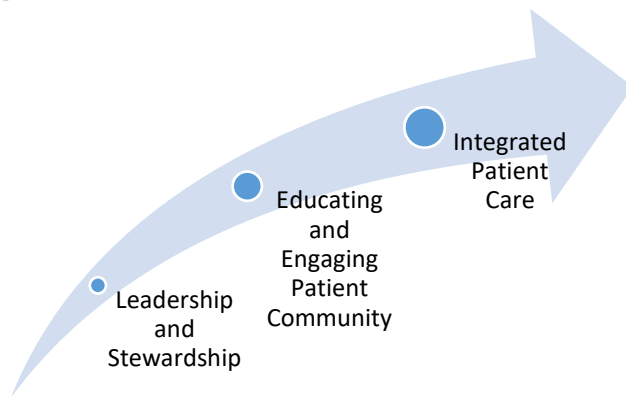 Leadership
and
Stewardship
Educating
and
Engaging
Patient
Community
Integrated
Patient
Care